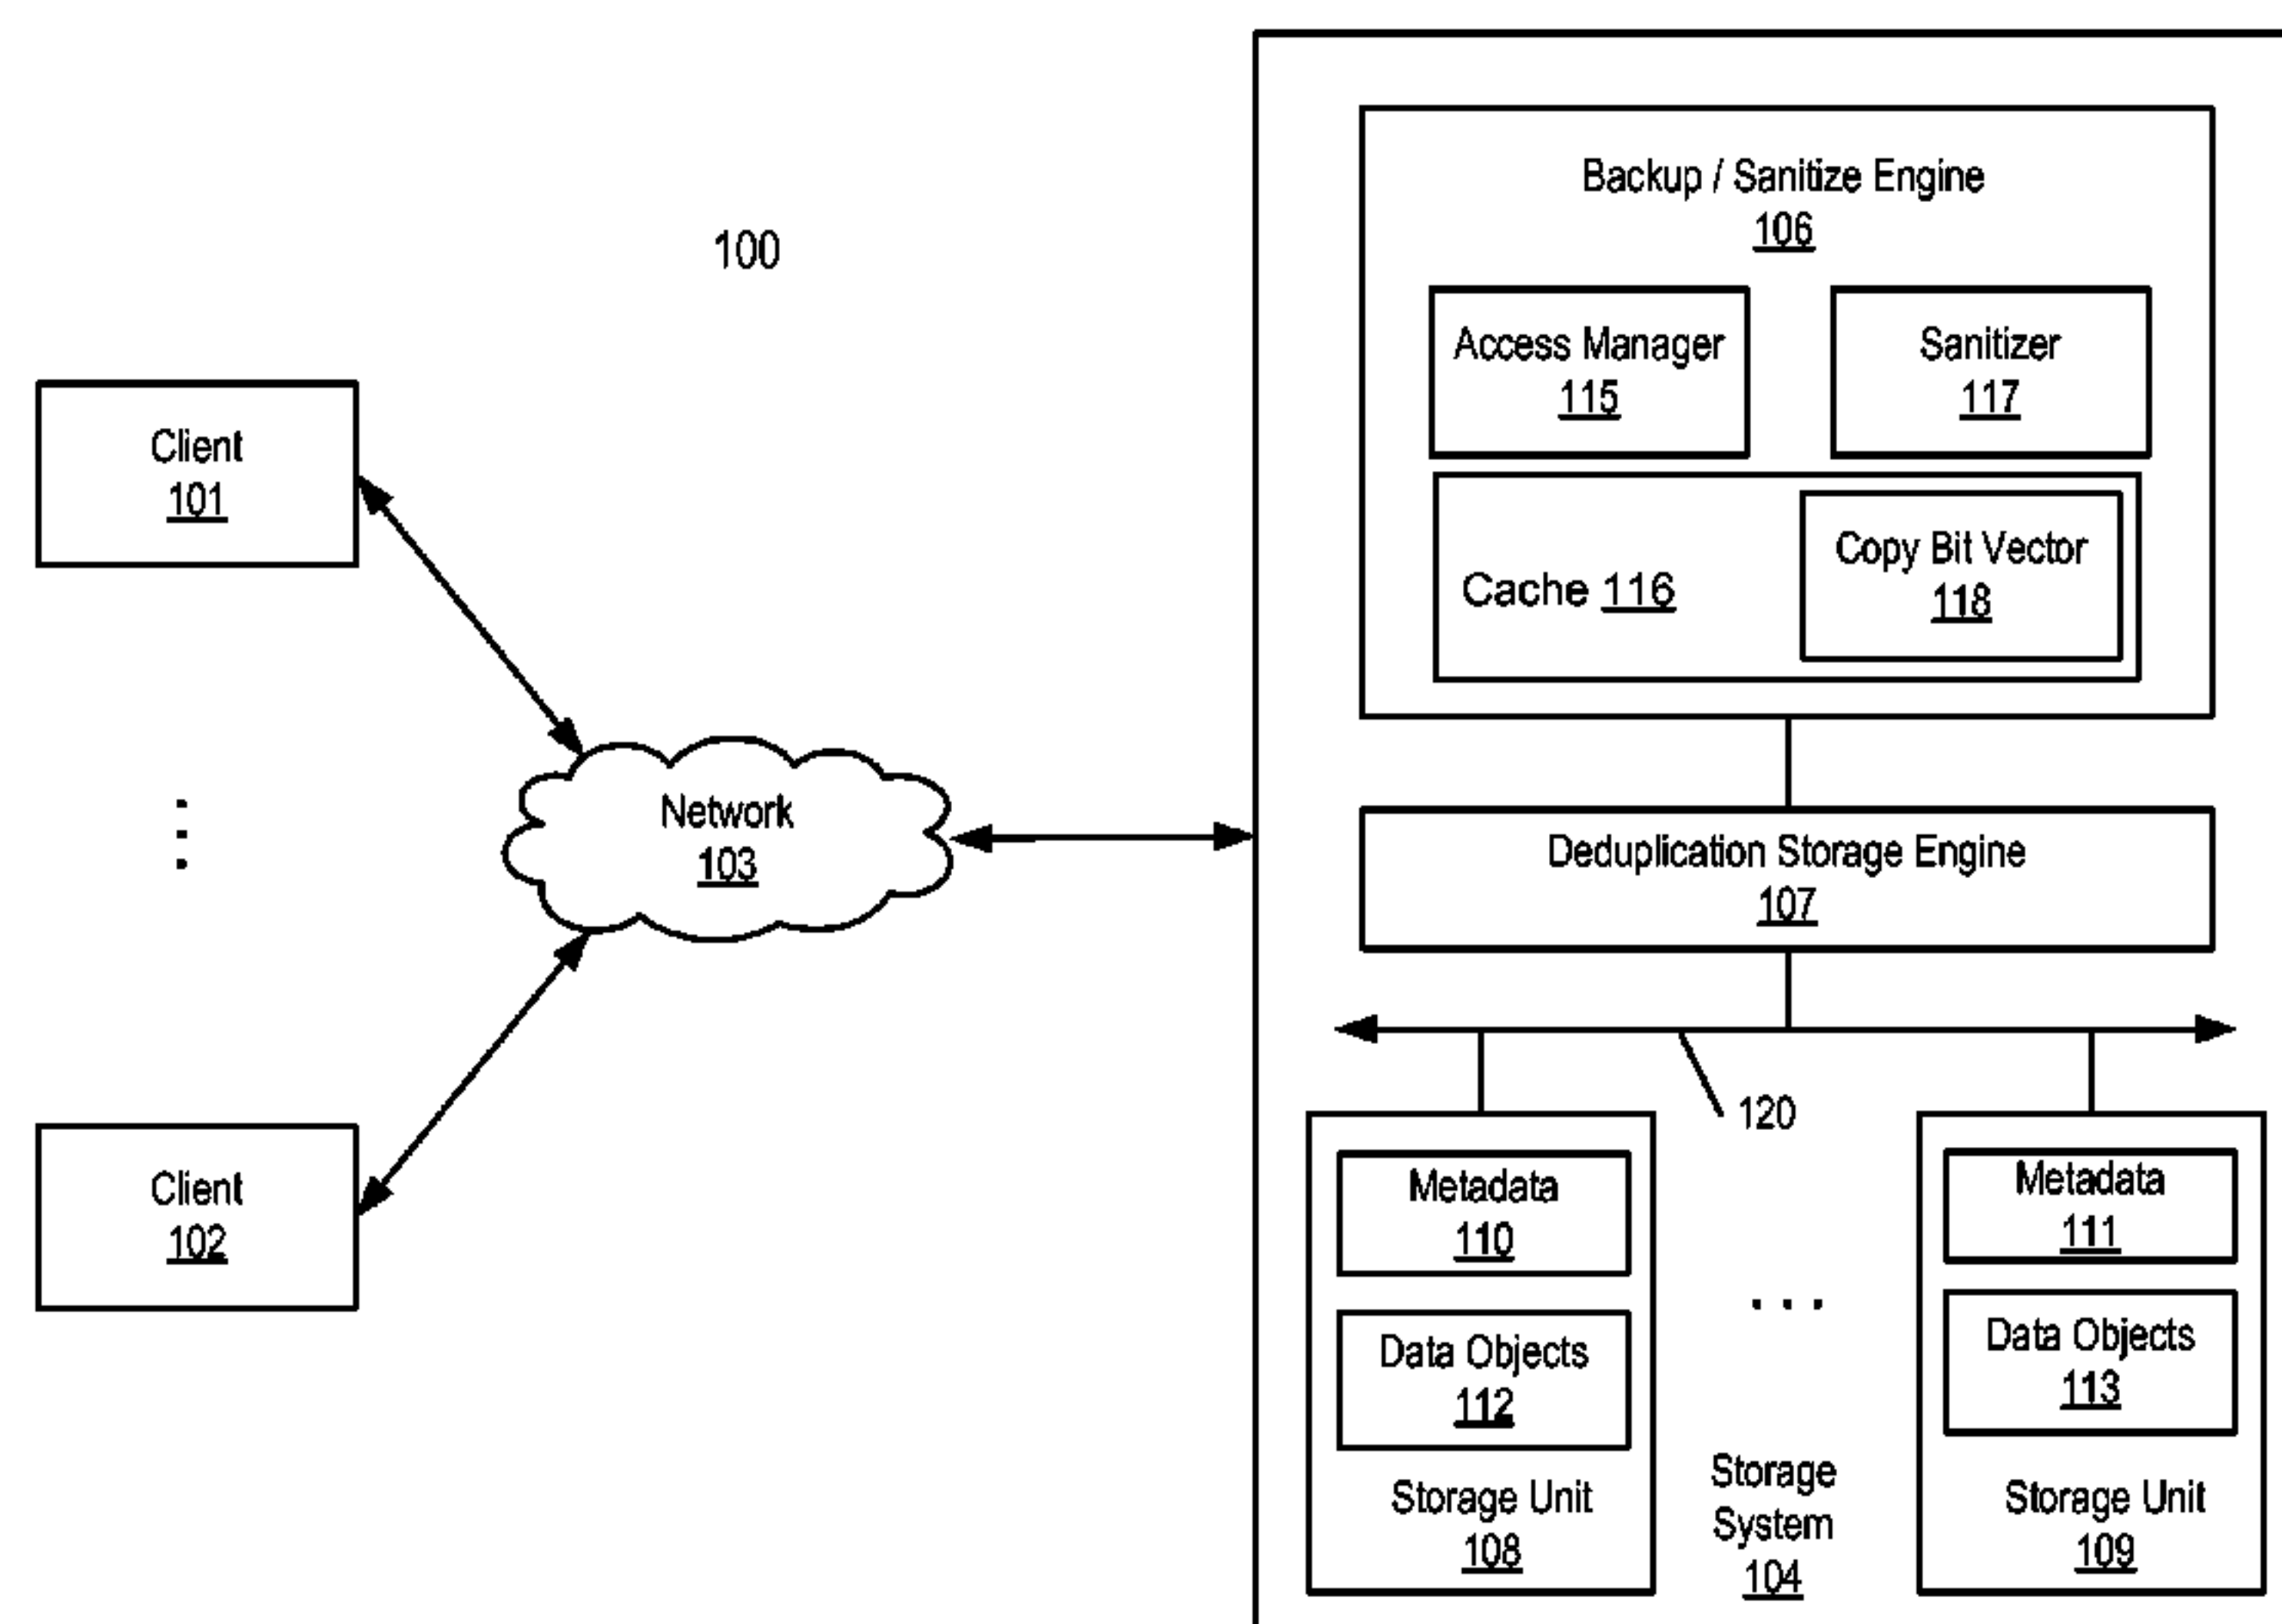 100
Client
101
Client
102
Network
103
Backup / Sanitize Engine
106
Access Manager
115
Sanitizer
117
Cache 116
Copy Bit Vector
118
Deduplication Storage Engine
107
120
Metadata
110
Data Objects
112
Storage Unit
108
Storage
System
104
Metadata
111
Data Objects
113
Storage Unit
109